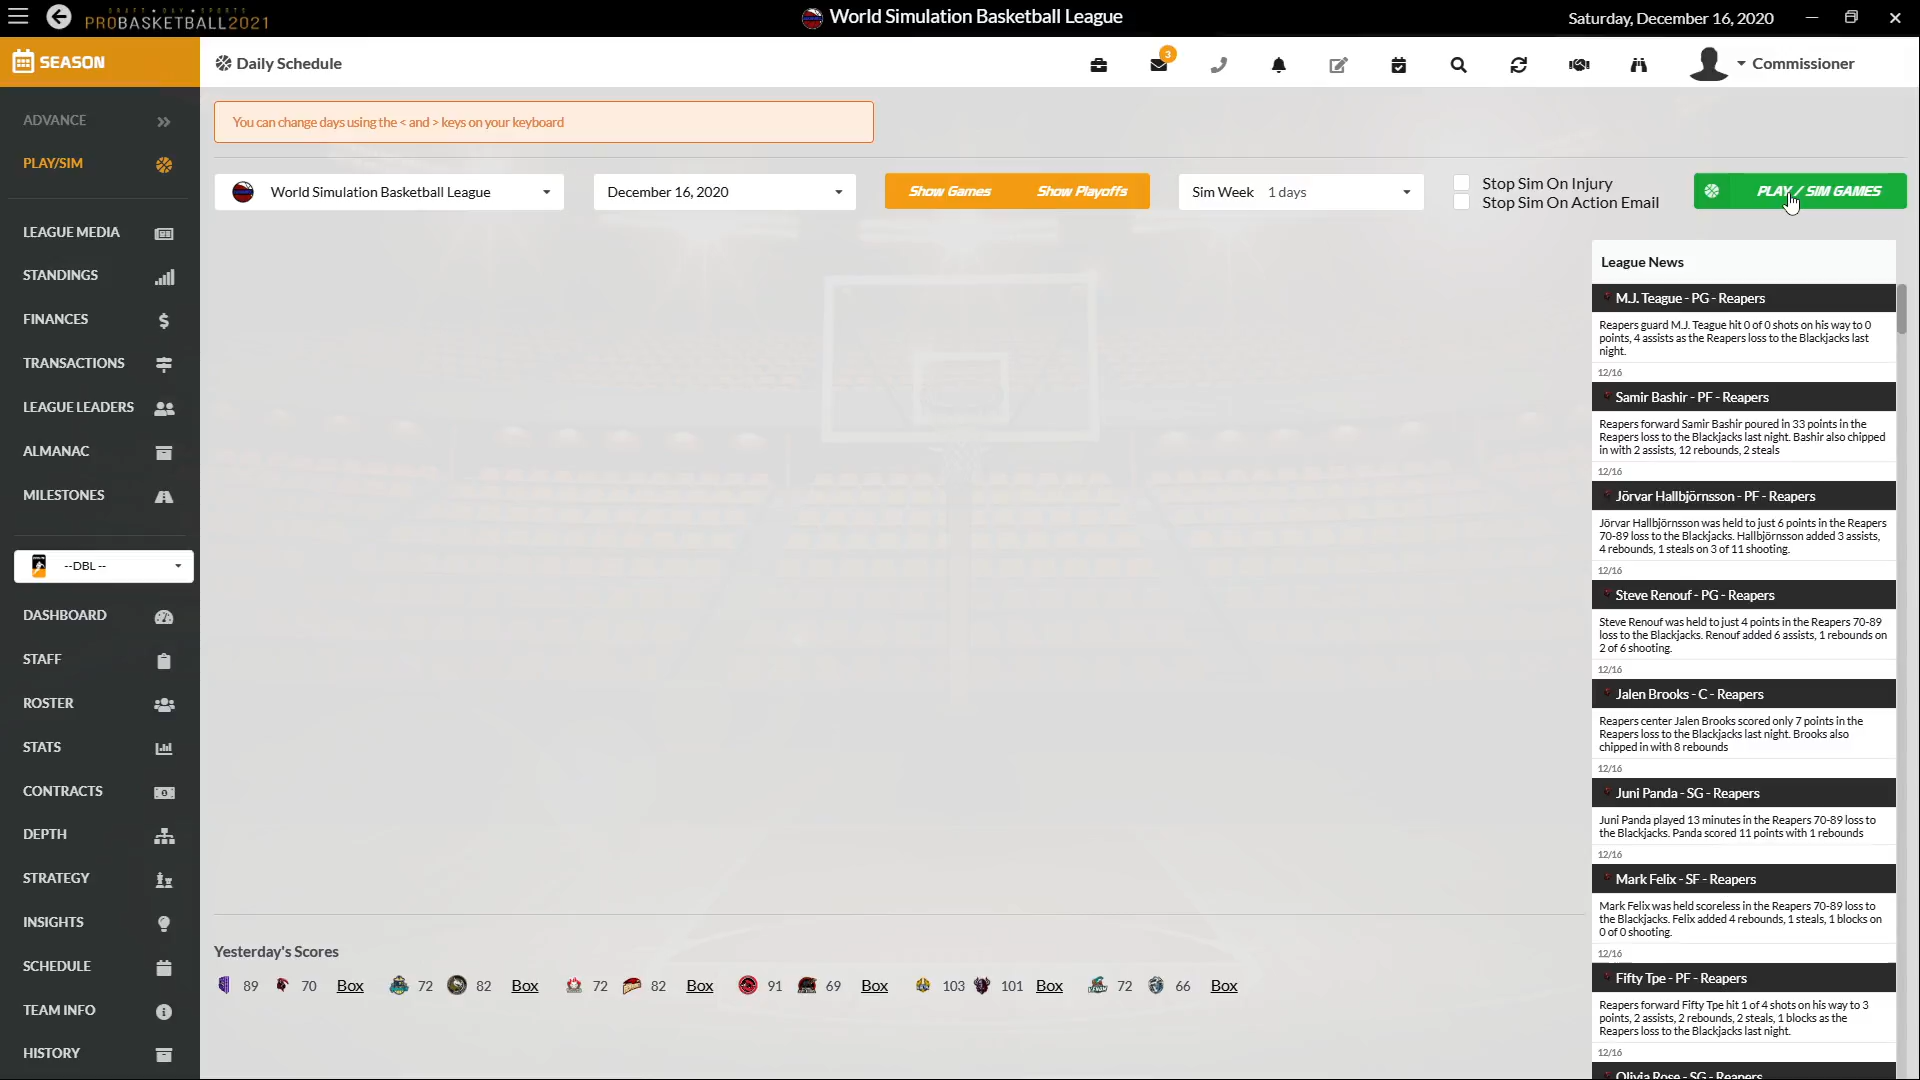 DRAFT • DAY • SPORTS
PROBASKETBALL2021
World Simulation Basketball League
Saturday, December 16, 2020
SEASON
Daily Schedule
3
Commissioner
ADVANCE
PLAY/SIM
LEAGUE MEDIA
STANDINGS
FINANCES
TRANSACTIONS
LEAGUE LEADERS
ALMANAC
MILESTONES
--DBL --
DASHBOARD
STAFF
ROSTER
STATS
CONTRACTS
DEPTH
STRATEGY
INSIGHTS
SCHEDULE
TEAM INFO
HISTORY
You can change days using the < and > keys on your keyboard
World Simulation Basketball League
December 16, 2020
Show Games
Show Playoffs
Sim Week 1 days
Stop Sim On Injury
Stop Sim On Action Email
PLAY / SIM GAMES
League News
M.J. Teague - PG - Reapers
Reapers guard M.J. Teague hit 0 of 0 shots on his way to 0
points, 4 assists as the Reapers loss to the Blackjacks last
night.
12/16
Samir Bashir - PF - Reapers
Reapers forward Samir Bashir poured in 33 points in the
Reapers loss to the Blackjacks last night. Bashir also chipped
in with 2 assists, 12 rebounds, 2 steals
12/16
Jörvar Hallbjörnsson - PF - Reapers
Jörvar Hallbjörnsson was held to just 6 points in the Reapers
70-89 loss to the Blackjacks. Hallbjörnsson added 3 assists,
4 rebounds, 1 steals on 3 of 11 shooting.
12/16
Steve Renouf - PG - Reapers
Steve Renouf was held to just 4 points in the Reapers 70-89
loss to the Blackjacks. Renouf added 6 assists, 1 rebounds on
2 of 6 shooting.
12/16
Jalen Brooks - C - Reapers
Reapers center Jalen Brooks scored only 7 points in the
Reapers loss to the Blackjacks last night. Brooks also
chipped in with 8 rebounds
12/16
Juni Panda - SG - Reapers
Juni Panda played 13 minutes in the Reapers 70-89 loss to
the Blackjacks. Panda scored 11 points with 1 rebounds
12/16
Mark Felix - SF - Reapers
Mark Felix was held scoreless in the Reapers 70-89 loss to
the Blackjacks. Felix added 4 rebounds, 1 steals, 1 blocks on
0 of 0 shooting.
12/16
Fifty Tpe - PF - Reapers
Reapers forward Fifty Tpe hit 1 of 4 shots on his way to 3
points, 2 assists, 2 rebounds, 2 steals, 1 blocks as the
Reapers loss to the Blackjacks last night.
12/16
Olivia Rose - SG - Reapers
Yesterday's Scores
89 70 Box 72 82 Box 72 82 Box 91 69 Box 103 101 Box 72 66 Box